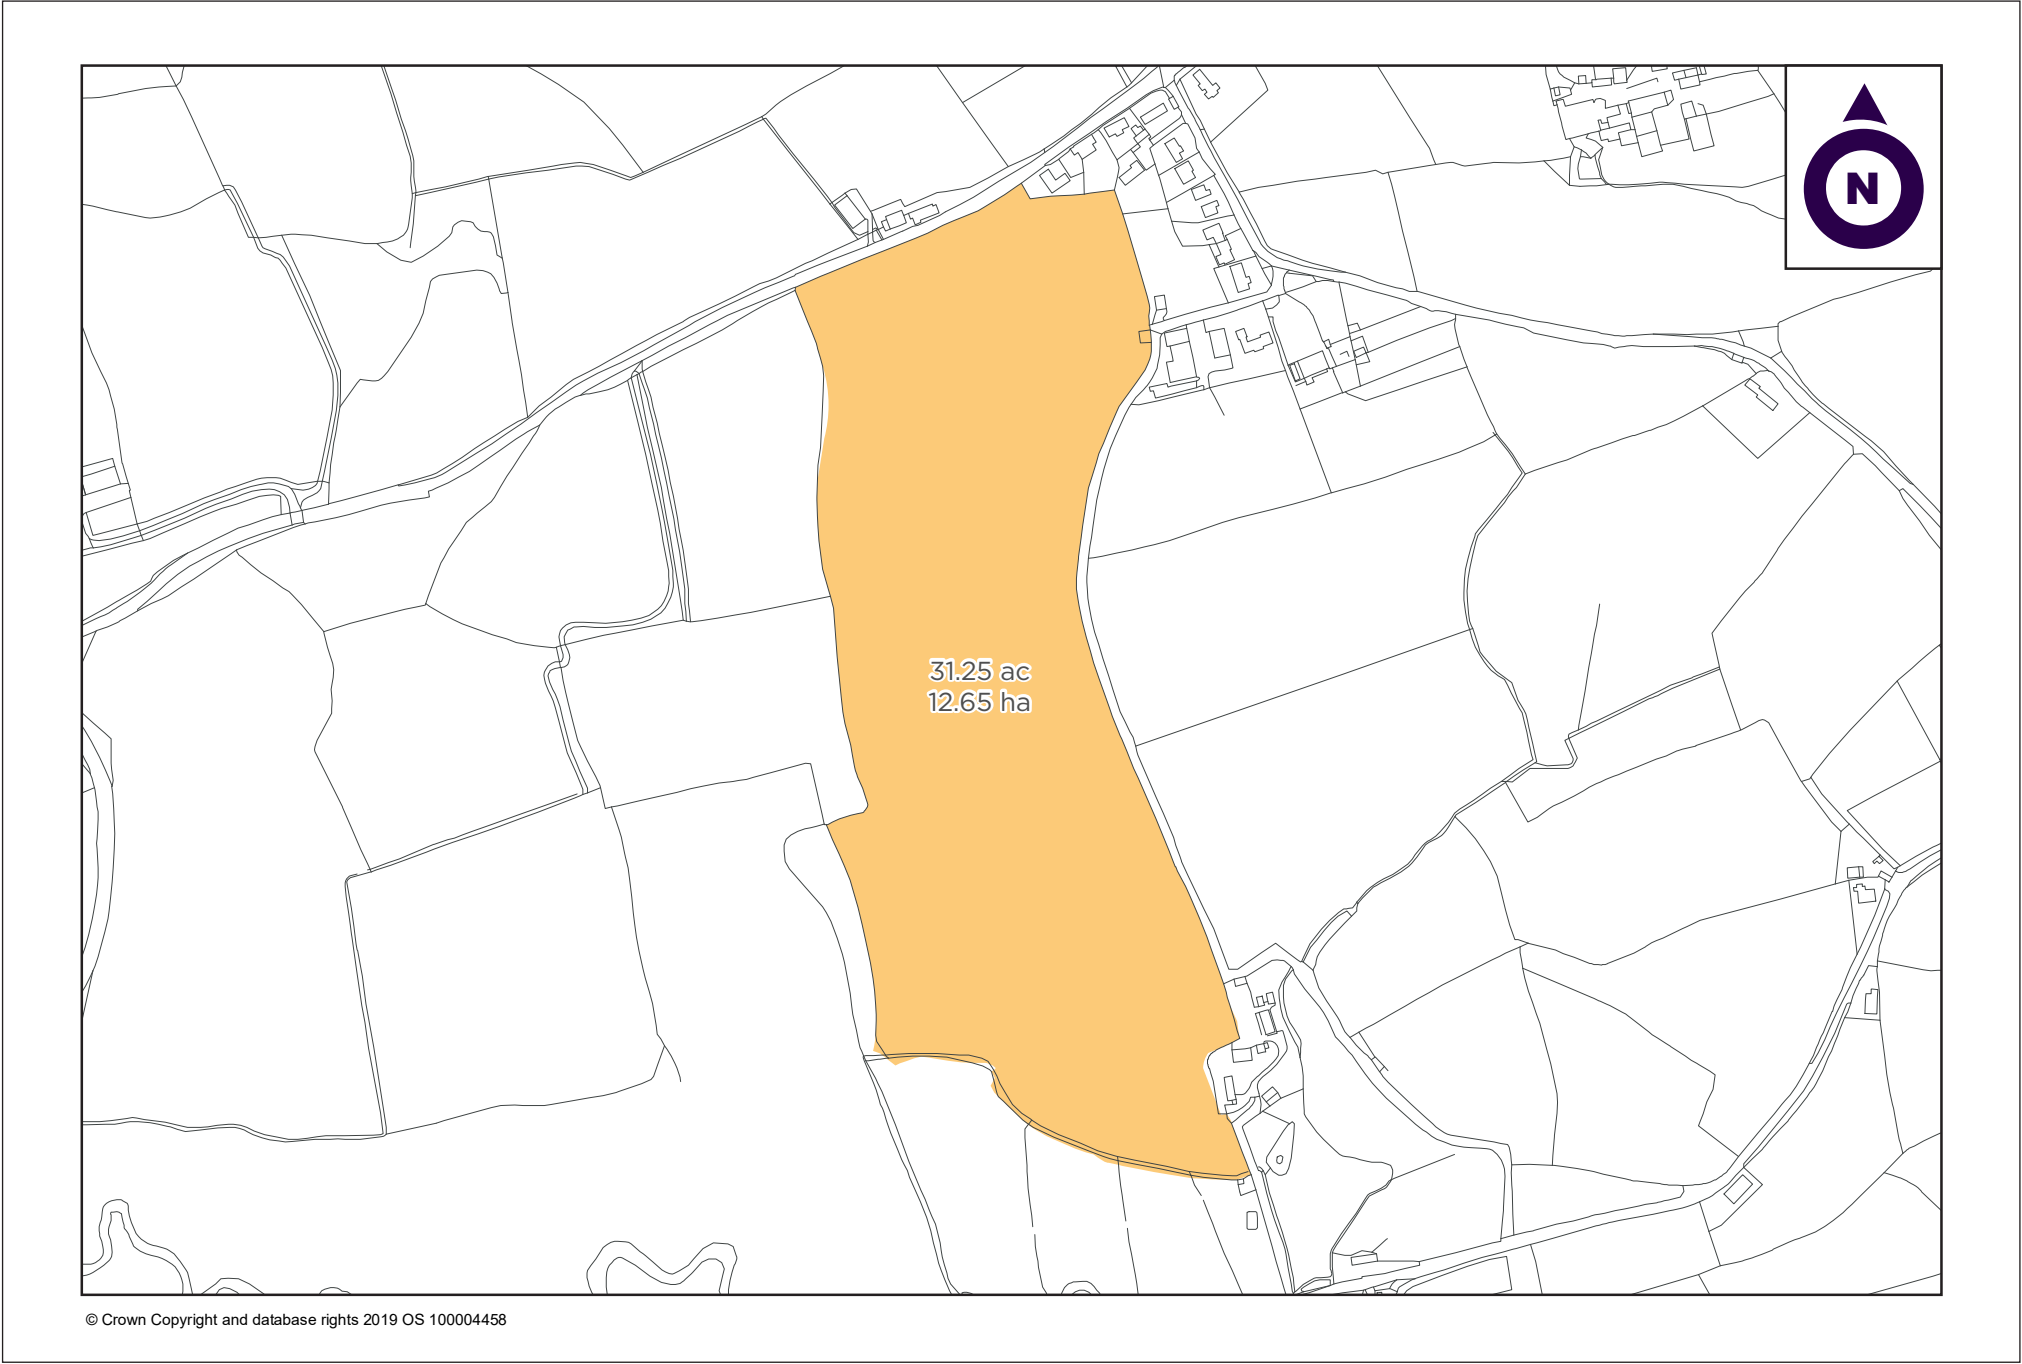 N
31.25 ac
12.65 ha
© Crown Copyright and database rights 2019 OS 100004458